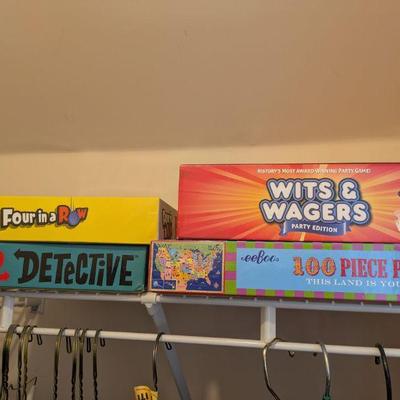 Four in a Row
HISTORY'S MOST AWARD-WINNING PARTY GAME!
WITS &
WAGERS
PARTY EDITION
DETECTIVE
eeBoo
100 PIECE P
THIS LAND IS YOU